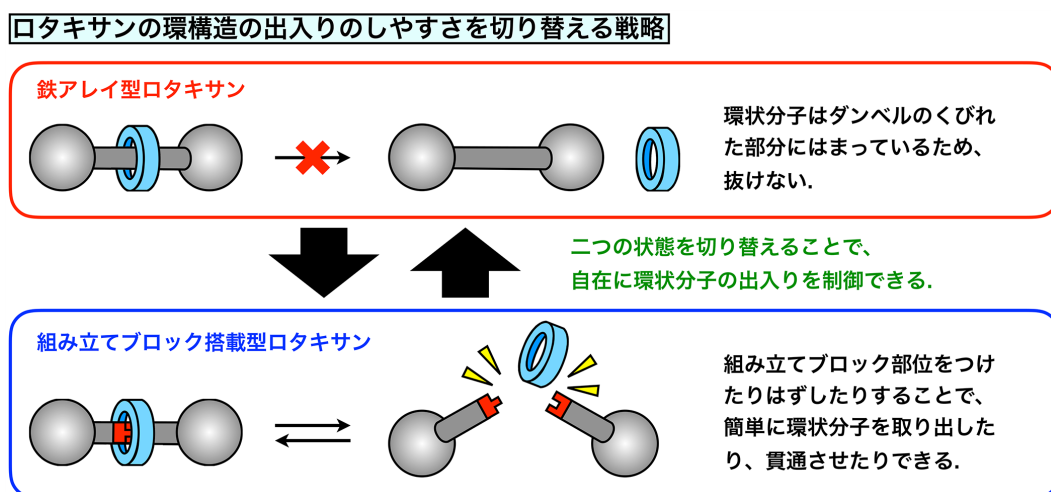 ロタキサンの環構造の出入りのしやすさを切り替える戦略
鉄アレイ型ロタキサン
環状分子はダンベルのくびれ
た部分にはまっているため、
抜けない.
二つの状態を切り替えることで、
自在に環状分子の出入りを制御できる.
組み立てブロック搭載型ロタキサン
組み立てブロック部位をつけ
たりはずしたりすることで、
簡単に環状分子を取り出した
り、貫通させたりできる.